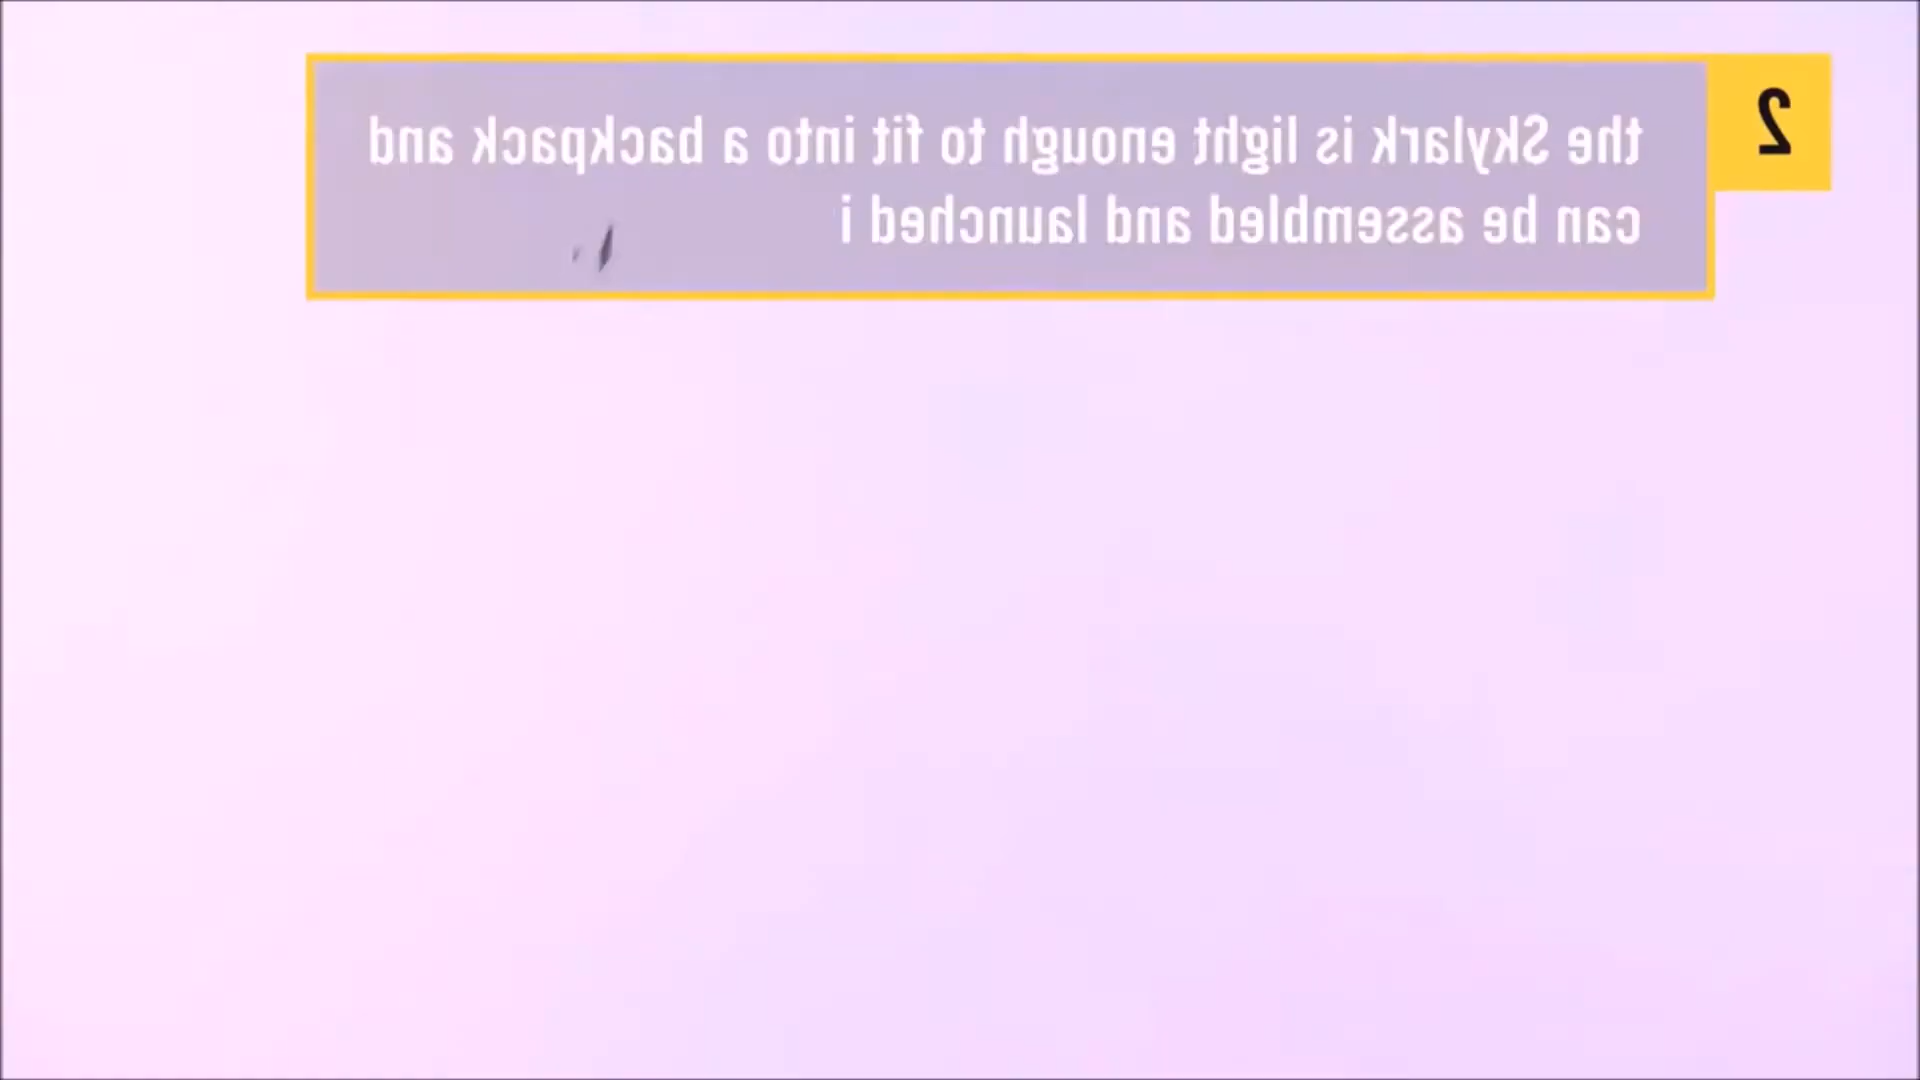 2
the Skylark is light enough to fit into a backpack and
can be assembled and launched i